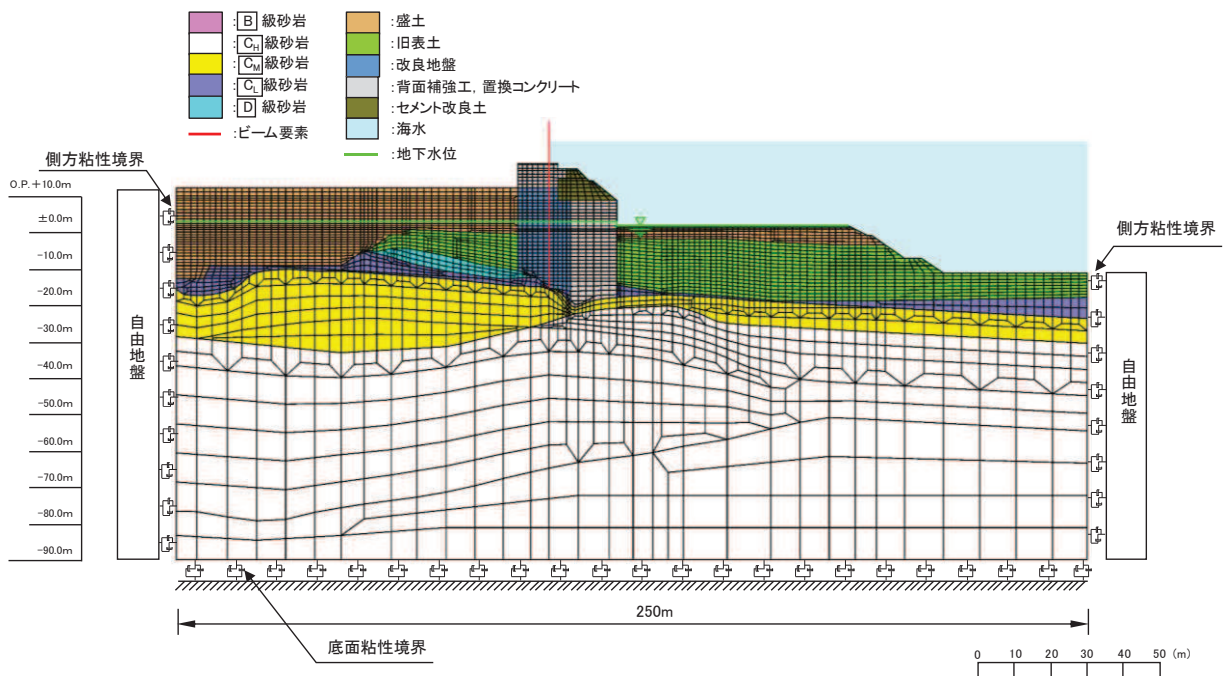 :B 級砂岩
:CH 級砂岩
:CM 級砂岩
:CL 級砂岩
:D 級砂岩
:ビーム要素
:盛土
:旧表土
:改良地盤
:背面補強工, 置換コンクリート
:セメント改良土
:海水
:地下水位
側方粘性境界
側方粘性境界
O.P.+10.0m
±0.0m
-10.0m
-20.0m
-30.0m
-40.0m
-50.0m
-60.0m
-70.0m
-80.0m
-90.0m
自由地盤
自由地盤
250m
底面粘性境界
0 10 20 30 40 50 (m)